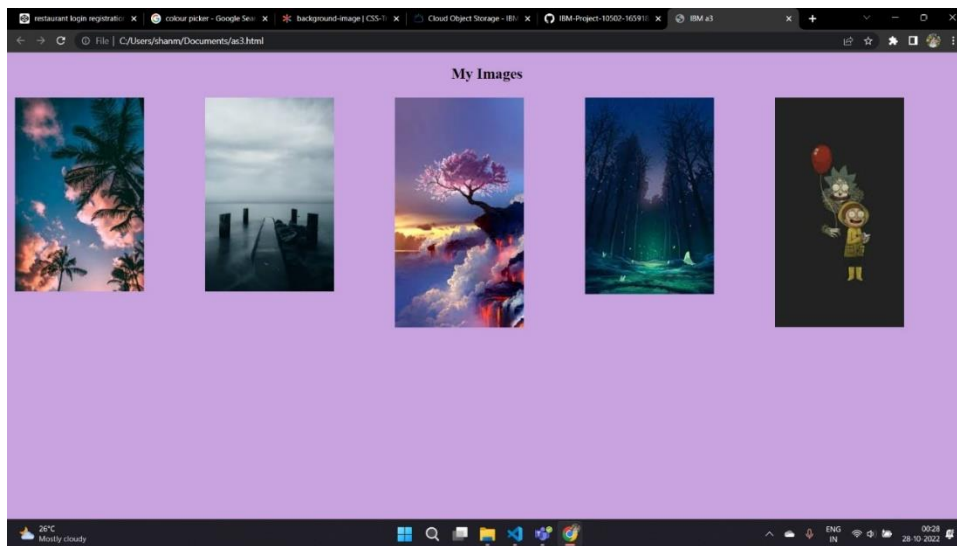 restaurant login registratio
colour picker - Google Sea
background-image | CSS-Tr
Cloud Object Storage - IBM
IBM-Project-10502-165918
IBM a3
File | C:/Users/shanm/Documents/as3.html
My Images
26°C
Mostly cloudy
ENG
IN
00:28
28-10-2022